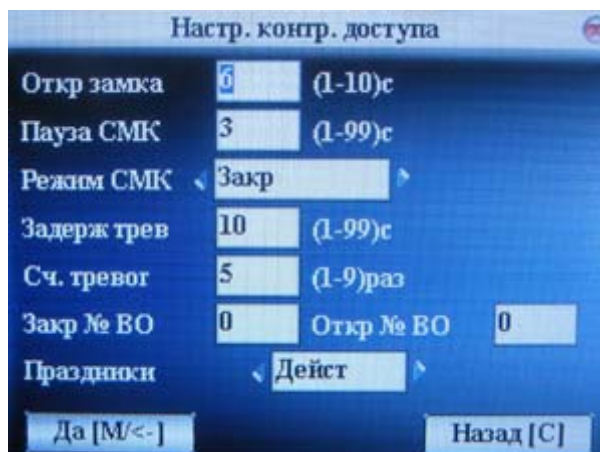 Настр. контр. доступа
Откр замка 6 (1-10)с
Пауза СМК 3 (1-99)с
Режим СМК Закр
Задерж трев 10 (1-99)с
Сч. тревог 5 (1-9)раз
Закр № ВО 0 Откр № ВО 0
Праздники Дейст
Да [M/<-] Назад [C]